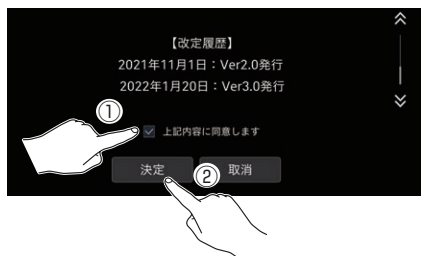 【改定履歴】
2021年11月1日：Ver2.0発行
2022年1月20日：Ver3.0発行
①
上記内容に同意します
決定
②
取消